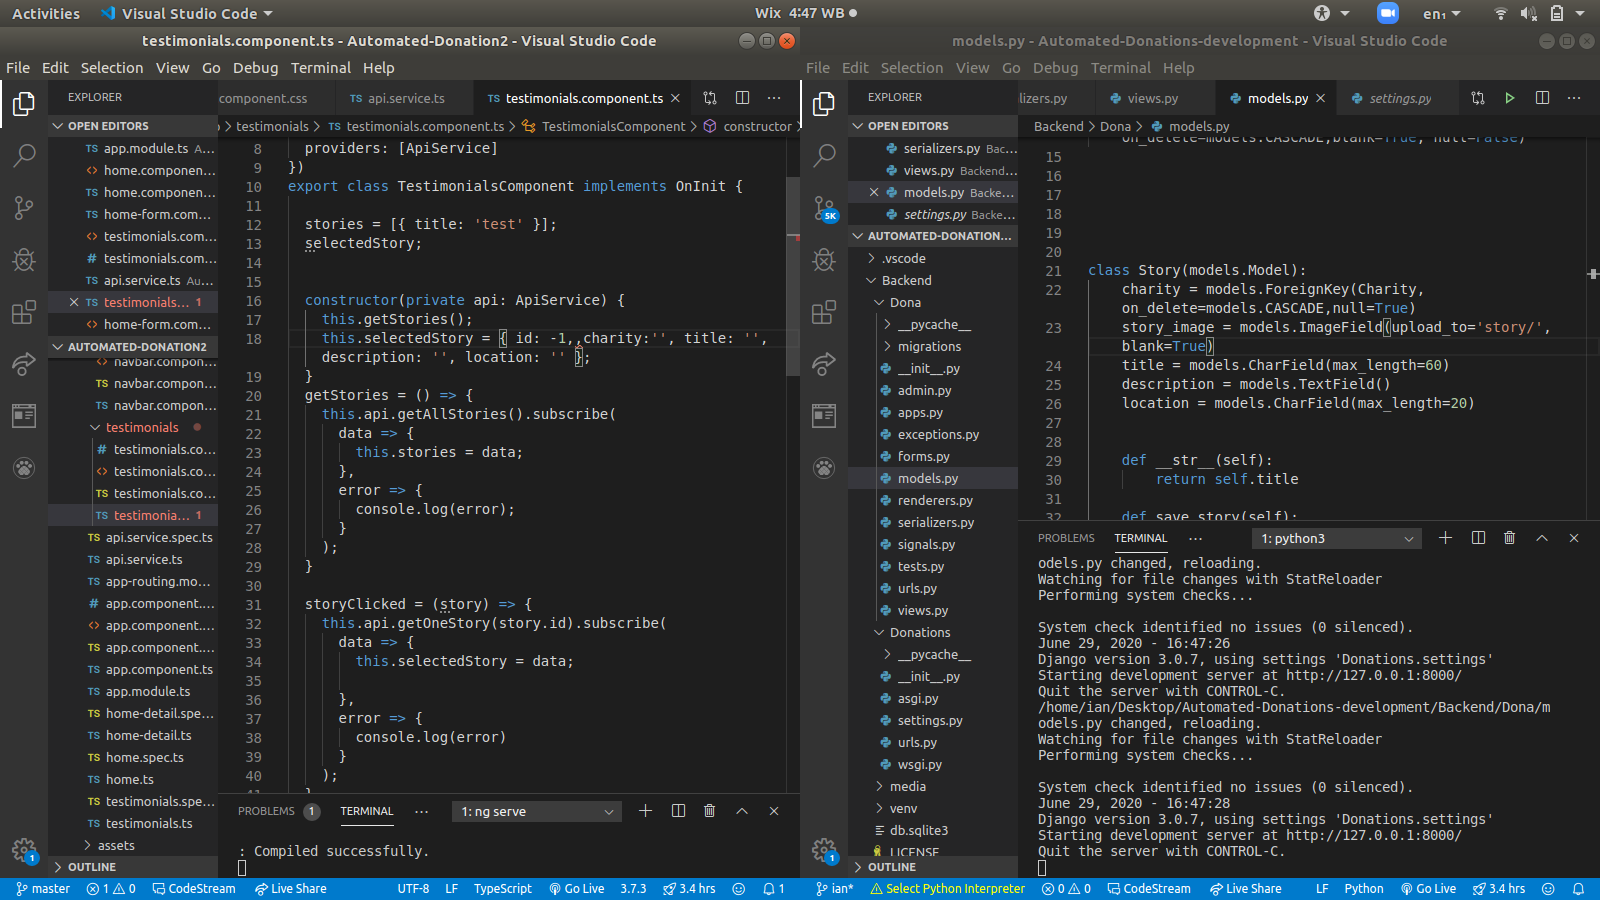 Activities
Visual Studio Code
Wix 4:47 WB
en₁
testimonials.component.ts - Automated-Donation2 - Visual Studio Code
File Edit Selection View Go Debug Terminal Help
EXPLORER
component.css
TS api.service.ts
TS testimonials.component.ts
OPEN EDITORS
> testimonials > TS testimonials.component.ts > TestimonialsComponent > constructor
TS app.module.ts A...
home.componen...
TS home.componen...
TS home-form.com...
testimonials.com...
# testimonials.com...
TS api.service.ts Au...
TS testimonials... 1
home-form.com...
AUTOMATED-DONATION2
navbar.compon...
TS navbar.compon...
TS navbar.compon...
testimonials
# testimonials.co...
testimonials.co...
TS testimonials.co...
TS testimonia... 1
TS api.service.spec.ts
TS api.service.ts
TS app-routing.mo...
# app.component....
app.component....
TS app.component....
TS app.component.ts
TS app.module.ts
TS home-detail.spe...
TS home-detail.ts
TS home.spec.ts
TS home.ts
TS testimonials.spe...
TS testimonials.ts
assets
OUTLINE
8 providers: [ApiService]
9 })
10 export class TestimonialsComponent implements OnInit {
11
12 stories = [{ title: 'test' }];
13 selectedStory;
14
15
16 constructor(private api: ApiService) {
17 this.getStories();
18 this.selectedStory = { id: -1,,charity:'', title: '',
description: '', location: '' };
19 }
20 getStories = () => {
21 this.api.getAllStories().subscribe(
22 data => {
23 this.stories = data;
24 },
25 error => {
26 console.log(error);
27 }
28 );
29 }
30
31 storyClicked = (story) => {
32 this.api.getOneStory(story.id).subscribe(
33 data => {
34 this.selectedStory = data;
35
36 },
37 error => {
38 console.log(error)
39 }
40 );
PROBLEMS 1 TERMINAL ... 1: ng serve
: Compiled successfully.
1
master 1 0 CodeStream Live Share UTF-8 LF TypeScript Go Live 3.7.3 3.4 hrs 1
models.py - Automated-Donations-development - Visual Studio Code
File Edit Selection View Go Debug Terminal Help
EXPLORER
lizers.py
views.py
models.py
settings.py
OPEN EDITORS
Backend > Dona > models.py
serializers.py Bac...
views.py Backend...
models.py Backe...
settings.py Backe...
5K
AUTOMATED-DONATION...
.vscode
Backend
Dona
__pycache__
migrations
__init__.py
admin.py
apps.py
exceptions.py
forms.py
models.py
renderers.py
serializers.py
signals.py
tests.py
urls.py
views.py
Donations
__pycache__
__init__.py
asgi.py
settings.py
urls.py
wsgi.py
media
venv
db.sqlite3
LICENSE
OUTLINE
on_delete=models.CASCADE,blank=True, null=False)
15
16
17
18
19
20
21 class Story(models.Model):
22 charity = models.ForeignKey(Charity,
on_delete=models.CASCADE,null=True)
23 story_image = models.ImageField(upload_to='story/',
blank=True)
24 title = models.CharField(max_length=60)
25 description = models.TextField()
26 location = models.CharField(max_length=20)
27
28
29 def __str__(self):
30 return self.title
31
32 def save_story(self):
PROBLEMS TERMINAL ... 1: python3
odels.py changed, reloading.
Watching for file changes with StatReloader
Performing system checks...
System check identified no issues (0 silenced).
June 29, 2020 - 16:47:26
Django version 3.0.7, using settings 'Donations.settings'
Starting development server at http://127.0.0.1:8000/
Quit the server with CONTROL-C.
/home/ian/Desktop/Automated-Donations-development/Backend/Dona/m
odels.py changed, reloading.
Watching for file changes with StatReloader
Performing system checks...
System check identified no issues (0 silenced).
June 29, 2020 - 16:47:28
Django version 3.0.7, using settings 'Donations.settings'
Starting development server at http://127.0.0.1:8000/
Quit the server with CONTROL-C.
1
ian* Select Python Interpreter 0 0 CodeStream Live Share LF Python Go Live 3.4 hrs